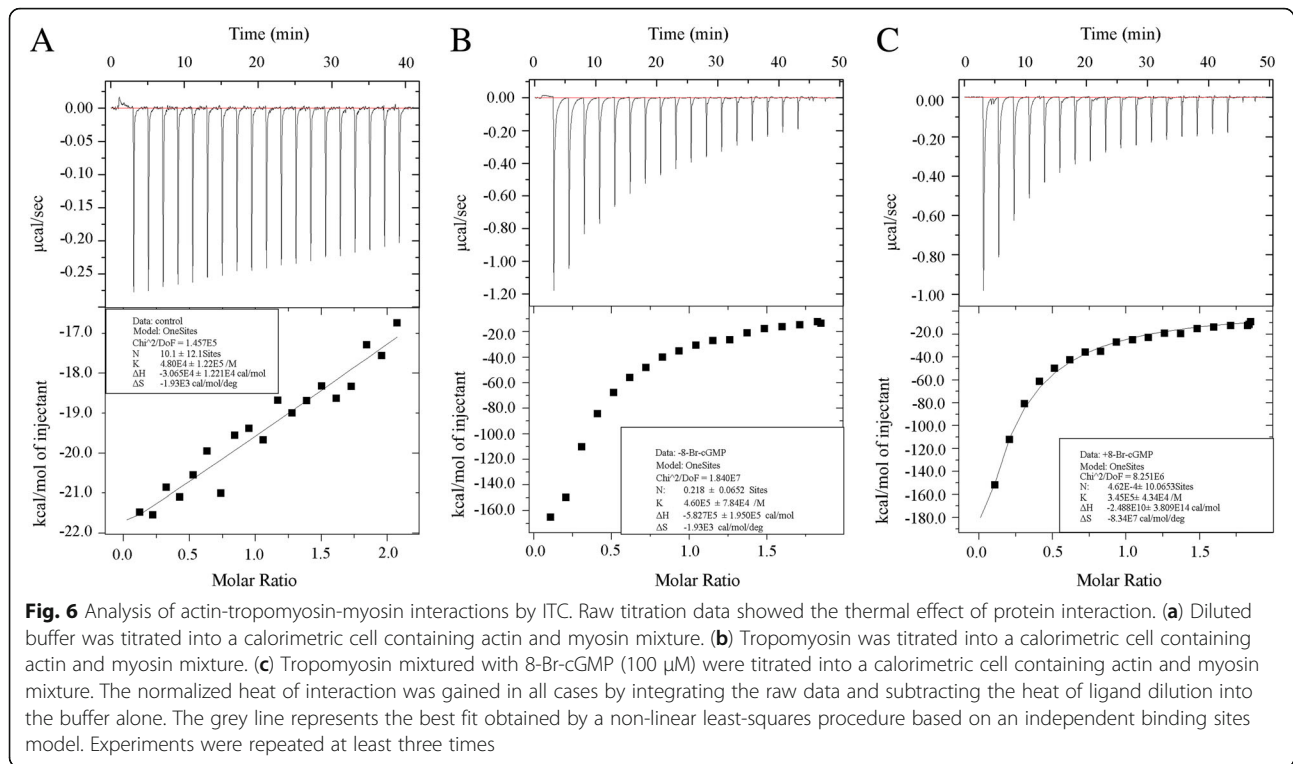 A
Time (min)
0 10 20 30 40
0.00
-0.05
-0.10
-0.15
-0.20
-0.25
µcal/sec
Data: control
Model: OneSites
Chi^2/DoF = 1.457E5
N 10.1 ± 12.1Sites
K 4.80E4 ± 1.22E5 /M
ΔH -3.065E4 ± 1.221E4 cal/mol
ΔS -1.93E3 cal/mol/deg
-17.0
-18.0
-19.0
-20.0
-21.0
-22.0
kcal/mol of injectant
0.0 0.5 1.0 1.5 2.0
Molar Ratio
B
Time (min)
0 10 20 30 40 50
0.00
-0.20
-0.40
-0.60
-0.80
-1.00
-1.20
µcal/sec
-20.0
-40.0
-60.0
-80.0
-100.0
-120.0
-140.0
-160.0
kcal/mol of injectant
Data: -8-Br-cGMP
Model: OneSites
Chi^2/DoF = 1.840E7
N: 0.218 ± 0.0652 Sites
K 4.60E5 ± 7.84E4 /M
ΔH -5.827E5 ± 1.950E5 cal/mol
ΔS -1.93E3 cal/mol/deg
0.0 0.5 1.0 1.5
Molar Ratio
C
Time (min)
0 10 20 30 40 50
0.00
-0.20
-0.40
-0.60
-0.80
-1.00
µcal/sec
-20.0
-40.0
-60.0
-80.0
-100.0
-120.0
-140.0
-160.0
-180.0
kcal/mol of injectant
Data: +8-Br-cGMP
Model: OneSites
Chi^2/DoF = 8.251E6
N: 4.62E-4± 10.0653Sites
K 3.45E5± 4.34E4 /M
ΔH -2.488E10± 3.809E14 cal/mol
ΔS -8.34E7 cal/mol/deg
0.0 0.5 1.0 1.5
Molar Ratio
Fig. 6 Analysis of actin-tropomyosin-myosin interactions by ITC. Raw titration data showed the thermal effect of protein interaction. (a) Diluted
buffer was titrated into a calorimetric cell containing actin and myosin mixture. (b) Tropomyosin was titrated into a calorimetric cell containing
actin and myosin mixture. (c) Tropomyosin mixtured with 8-Br-cGMP (100 μM) were titrated into a calorimetric cell containing actin and myosin
mixture. The normalized heat of interaction was gained in all cases by integrating the raw data and subtracting the heat of ligand dilution into
the buffer alone. The grey line represents the best fit obtained by a non-linear least-squares procedure based on an independent binding sites
model. Experiments were repeated at least three times